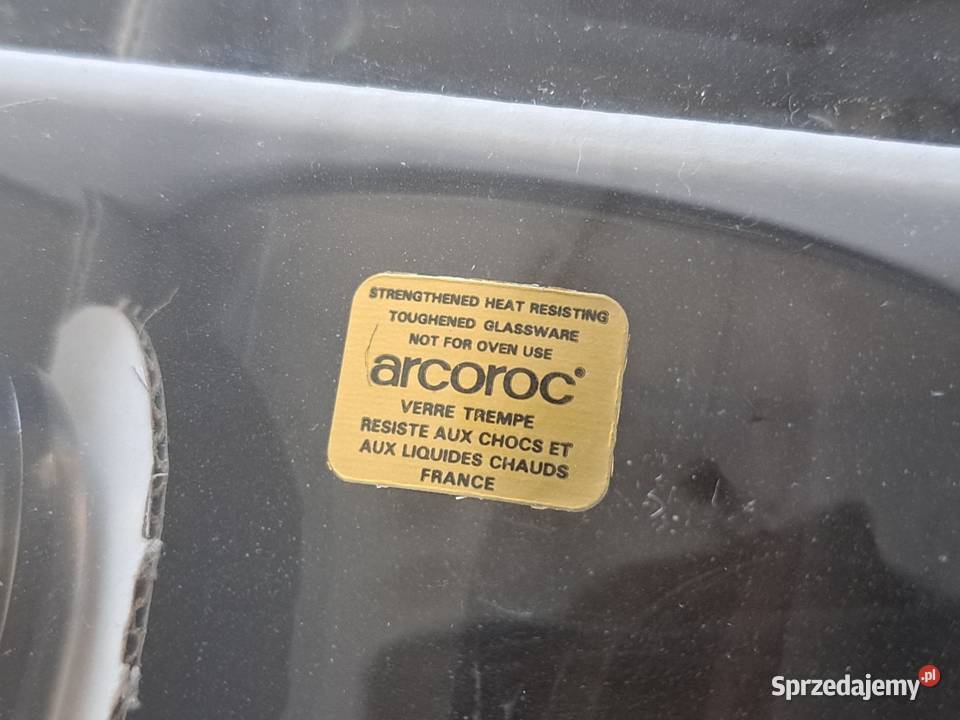 STRENGTHENED HEAT RESISTING
TOUGHENED GLASSWARE
NOT FOR OVEN USE
arcoroc®
VERRE TREMPE
RESISTE AUX CHOCS ET
AUX LIQUIDES CHAUDS
FRANCE
Sprzedajemy.pl